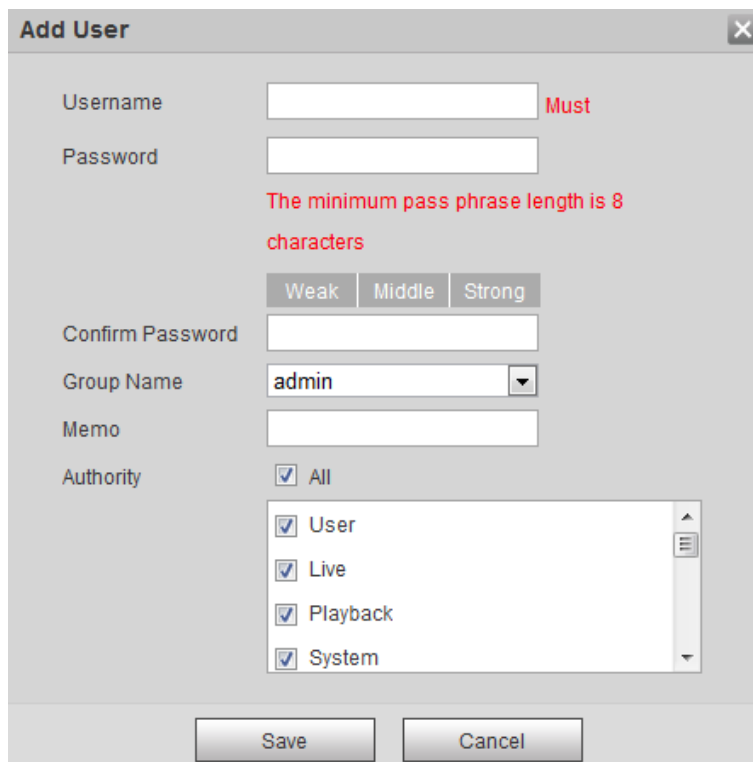 Add User
Username Must
Password
The minimum pass phrase length is 8
characters
Weak Middle Strong
Confirm Password
Group Name admin
Memo
Authority All
User
Live
Playback
System
Save Cancel